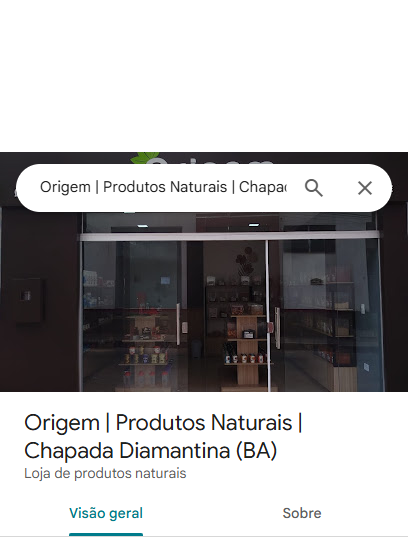 Origem | Produtos Naturais | Chapa
Origem | Produtos Naturais |
Chapada Diamantina (BA)
Loja de produtos naturais
Visão geral
Sobre